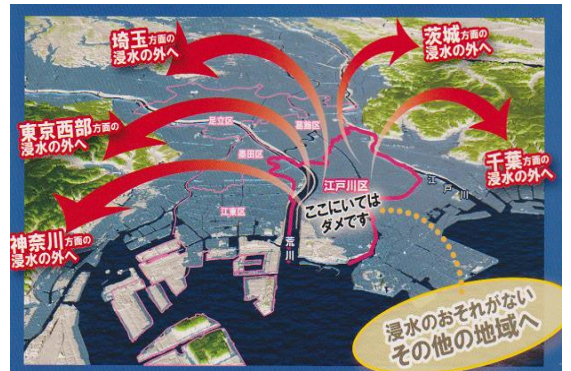 埼玉方面の
浸水の外へ
茨城方面の
浸水の外へ
東京西部方面の
浸水の外へ
千葉方面の
浸水の外へ
神奈川方面の
浸水の外へ
足立区
葛飾区
墨田区
江戸川区
江東区
ここにいては
ダメです
荒川
江戸川
浸水のおそれがない
その他の地域へ